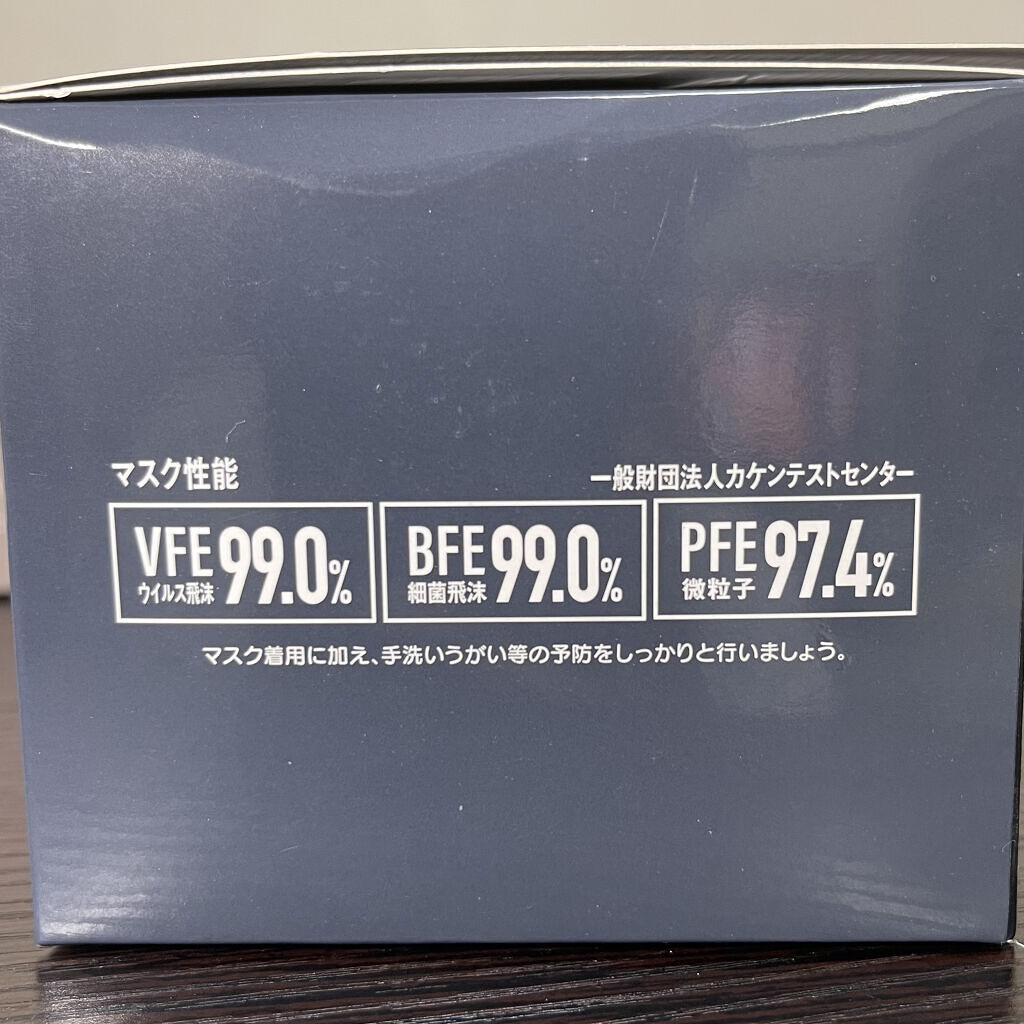 マスク性能 一般財団法人カケンテストセンター
VFE ウイルス飛沫 99.0% BFE 細菌飛沫 99.0% PFE 微粒子 97.4%
マスク着用に加え、手洗いうがい等の予防をしっかりと行いましょう。